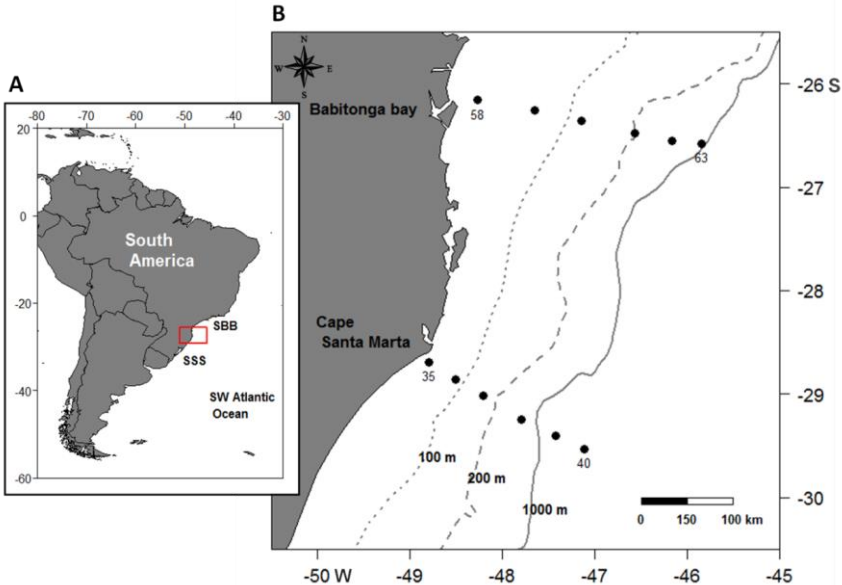 A
-80
-70
-60
-50
-40
-30
20
0
-20
-40
-60
South
America
SBB
SSS
SW Atlantic
Ocean
B
N
W
E
S
Babitonga bay
58
63
Cape
Santa Marta
35
40
100 m
200 m
1000 m
0 150 100 km
-26 S
-27
-28
-29
-30
-50 W
-49
-48
-47
-46
-45